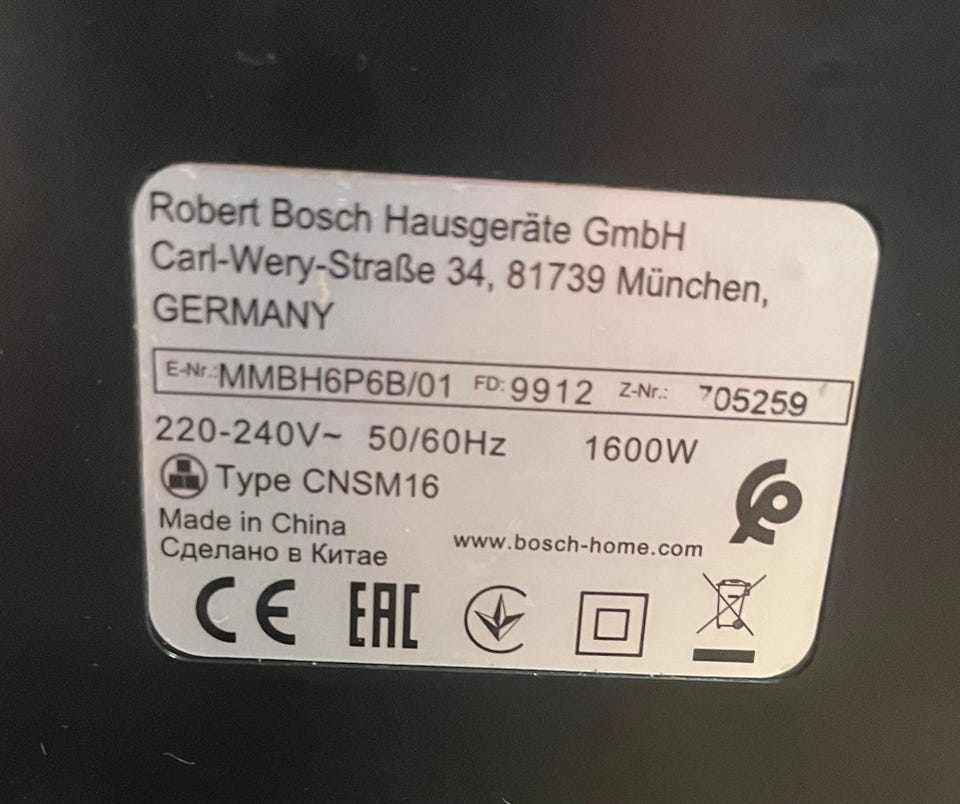 Robert Bosch Hausgeräte GmbH
Carl-Wery-Straße 34, 81739 München,
GERMANY
E-Nr.:MMBH6P6B/01 FD:9912 Z-Nr.: 705259
220-240V~ 50/60Hz 1600W
Type CNSM16
Made in China
Сделано в Китае
www.bosch-home.com
CE EAC